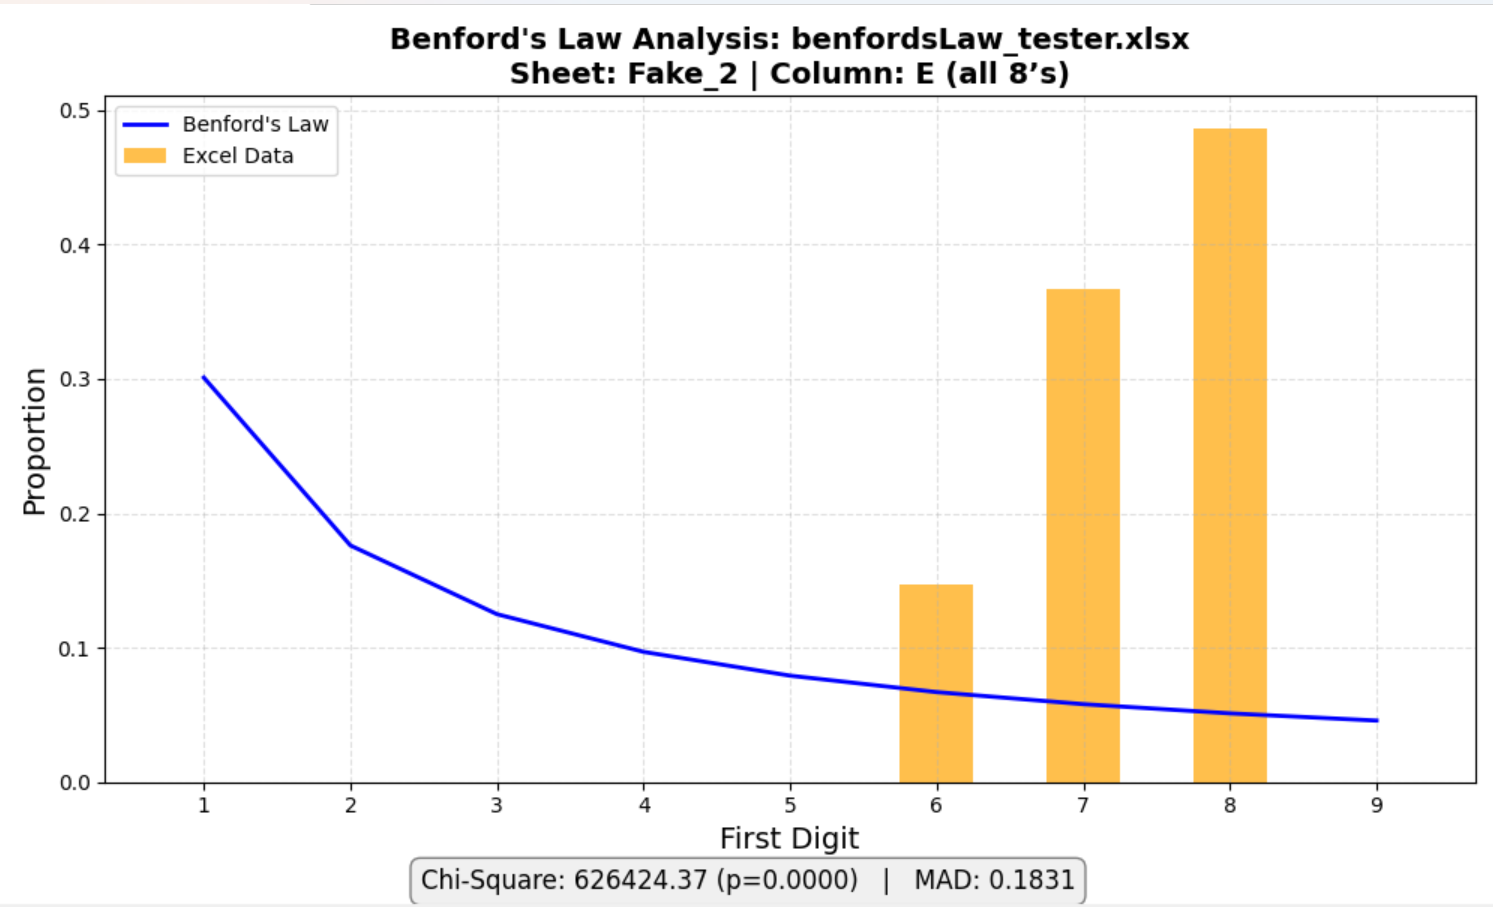 Benford's Law Analysis: benfordsLaw_tester.xlsx
Sheet: Fake_2 | Column: E (all 8’s)
Benford's Law
Excel Data
Proportion
0.5
0.4
0.3
0.2
0.1
0.0
1 2 3 4 5 6 7 8 9
First Digit
Chi-Square: 626424.37 (p=0.0000) | MAD: 0.1831